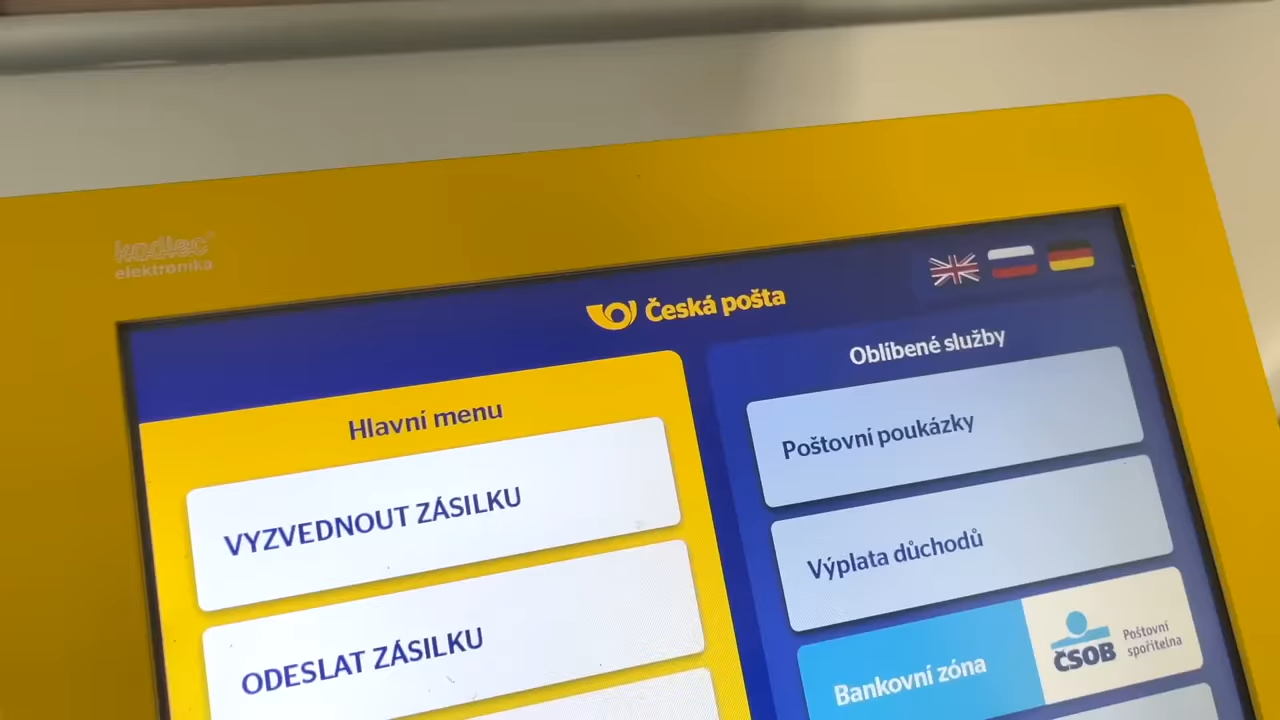 kadlec
elektronika
Česká pošta
Hlavní menu
VYZVEDNOUT ZÁSILKU
ODESLAT ZÁSILKU
Oblíbené služby
Poštovní poukázky
Výplata důchodů
Bankovní zóna
ČSOB
Poštovní
spořitelna